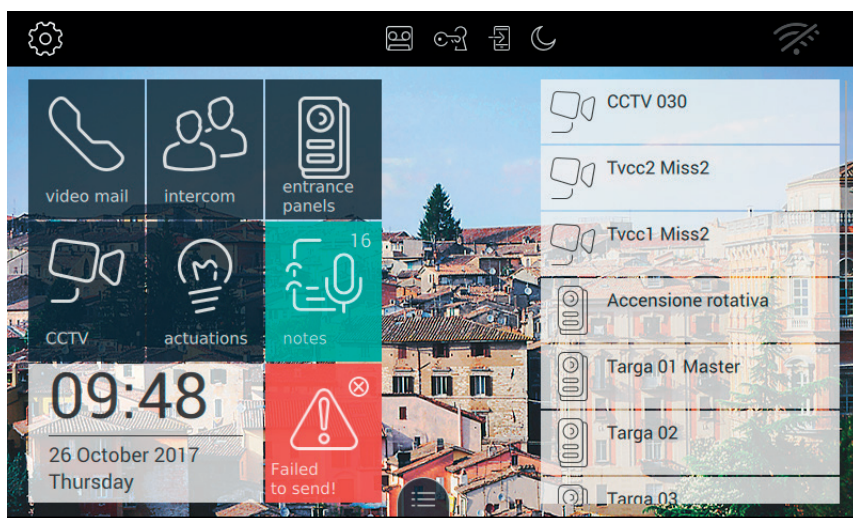 video mail
intercom
entrance
panels
CCTV
actuations
16
notes
09:48
26 October 2017
Thursday
Failed
to send!
CCTV 030
Tvcc2 Miss2
Tvcc1 Miss2
Accensione rotativa
Targa 01 Master
Targa 02
Targa 03